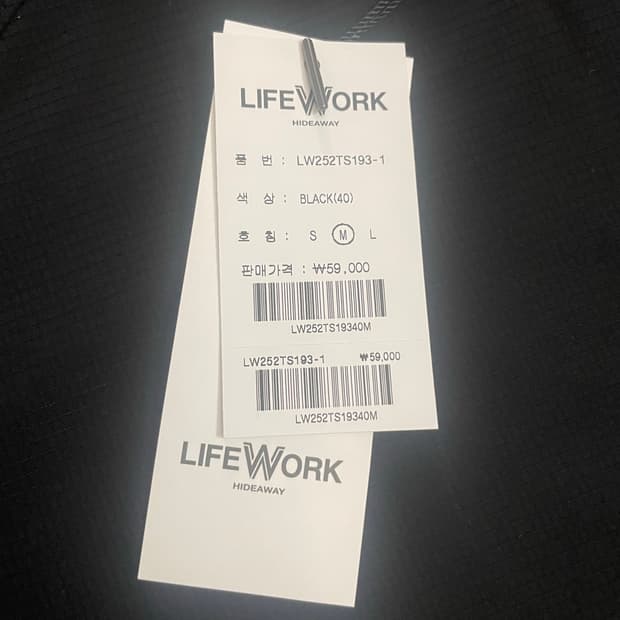 LIFEWORK
HIDEAWAY
품 번 : LW252TS193-1
색 상 : BLACK(40)
호 칭 : S M L
판매가격 : ₩59,000
LW252TS19340M
LW252TS193-1 ₩59,000
LW252TS19340M
LIFEWORK
HIDEAWAY